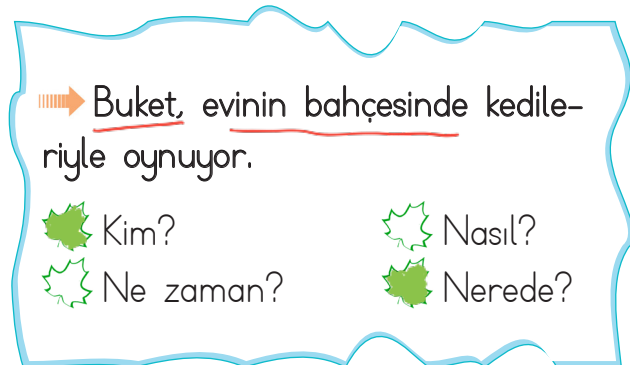 Buket, evinin bahçesinde kedile-
riyle oynuyor.
Kim? Nasıl?
Ne zaman? Nerede?